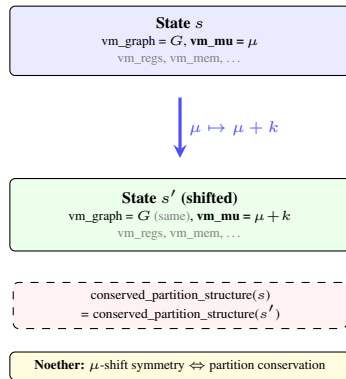 State s
vm_graph = G, vm_mu = μ
vm_regs, vm_mem, …
μ ↦ μ + k
State s′ (shifted)
vm_graph = G (same), vm_mu = μ + k
vm_regs, vm_mem, …
conserved_partition_structure(s)
= conserved_partition_structure(s′)
Noether: μ-shift symmetry ⇔ partition conservation